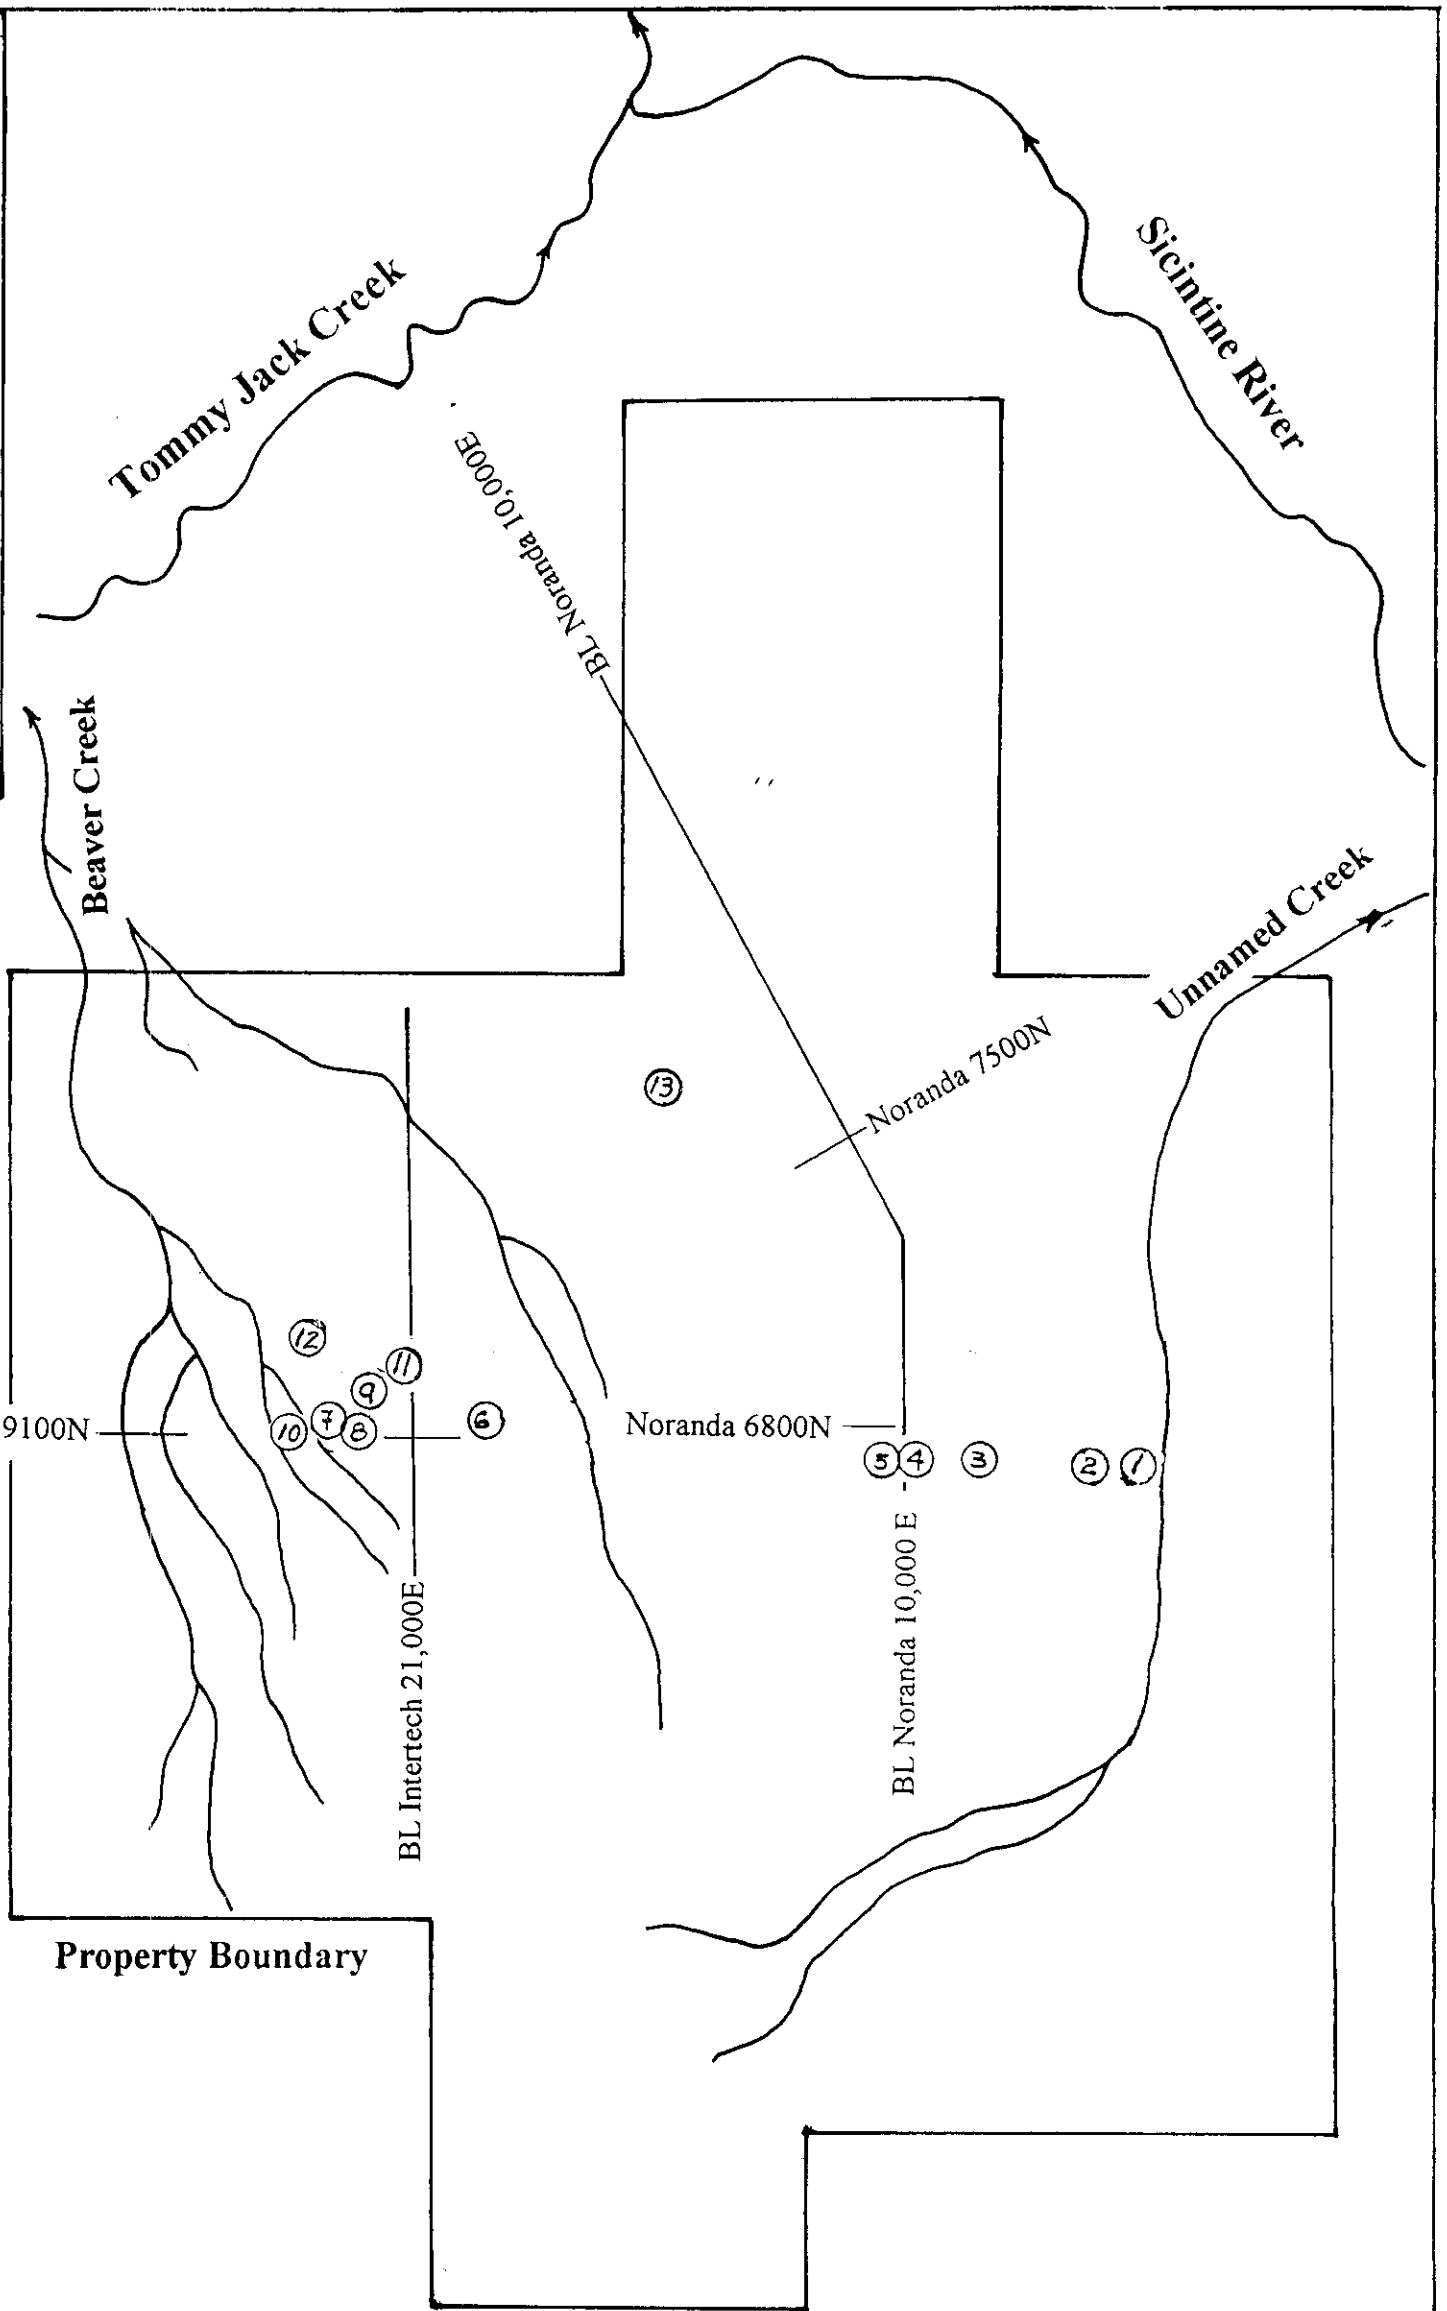 Tommy Jack Creek
Sicintine River
BL Noranda 10,000E
Beaver Creek
Unnamed Creek
Noranda 7500N
13
12
11
9
7
8
10
6
9100N
Noranda 6800N
5
4
3
2
1
BL Intertech 21,000E
BL Noranda 10,000 E
Property Boundary